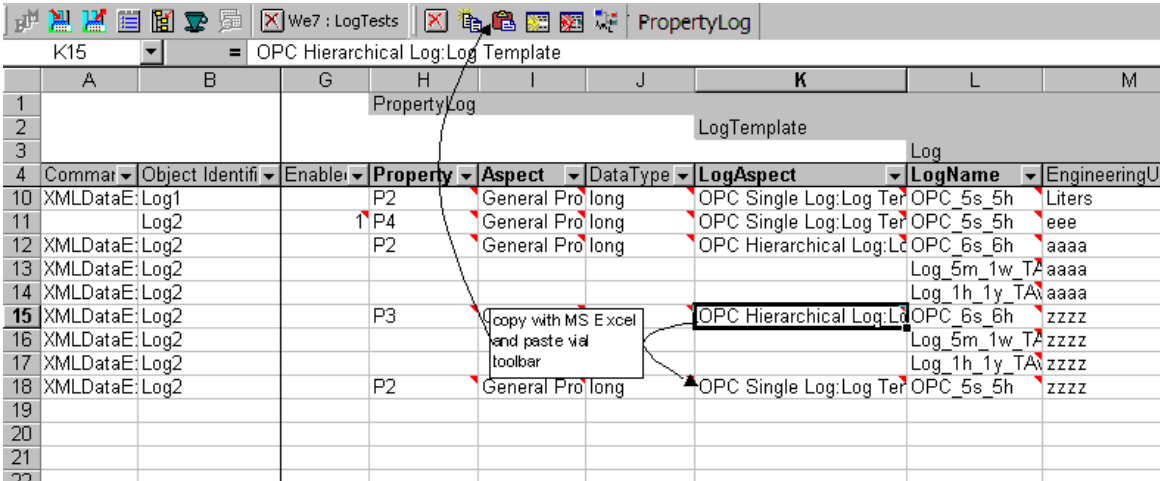 We7 : LogTests PropertyLog
K15 = OPC Hierarchical Log:Log Template
A B G H I J K L M
1 PropertyLog
2 LogTemplate
3 Log
4 Commar Object Identifi Enable Property Aspect DataType LogAspect LogName EngineeringU
10 XMLDataE: Log1 P2 General Pro long OPC Single Log:Log Ter OPC_5s_5h Liters
11 Log2 1 P4 General Pro long OPC Single Log:Log Ter OPC_5s_5h eee
12 XMLDataE: Log2 P2 General Pro long OPC Hierarchical Log:Lo OPC_6s_6h aaaa
13 XMLDataE: Log2 Log_5m_1w_TA aaaa
14 XMLDataE: Log2 Log_1h_1y_TA aaaa
15 XMLDataE: Log2 P3 OPC Hierarchical Log:Lo OPC_6s_6h zzzz
copy with MS Excel
and paste vial
toolbar
16 XMLDataE: Log2 Log_5m_1w_TA zzzz
17 XMLDataE: Log2 Log_1h_1y_TA zzzz
18 XMLDataE: Log2 P2 General Pro long OPC Single Log:Log Ter OPC_5s_5h zzzz
19
20
21
22